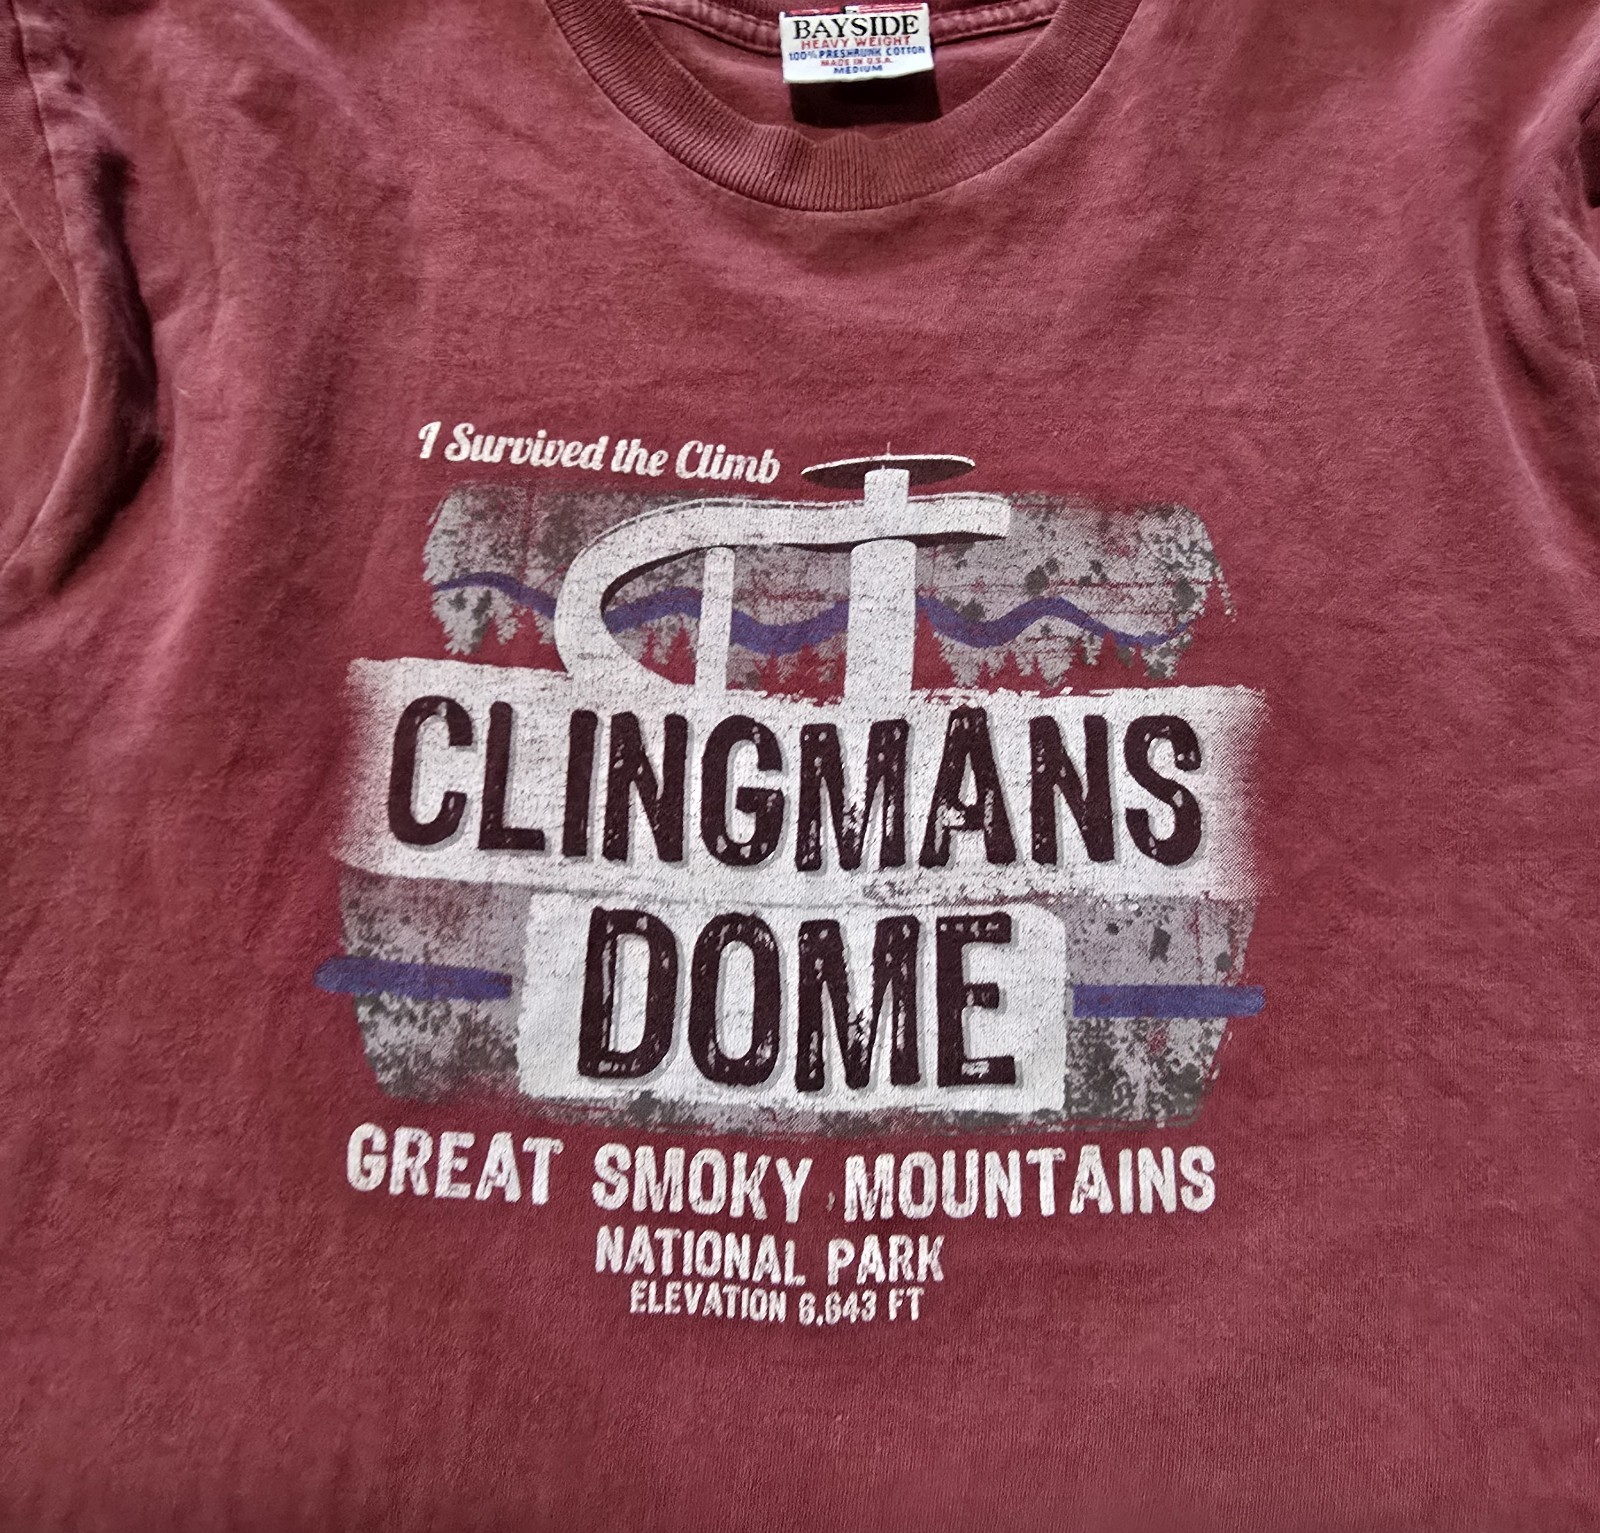 BAYSIDE
HEAVY WEIGHT
100% PRESHRUNK COTTON
MADE IN U.S.A.
MEDIUM
I Survived the Climb
CLINGMANS
DOME
GREAT SMOKY MOUNTAINS
NATIONAL PARK
ELEVATION 6,643 FT